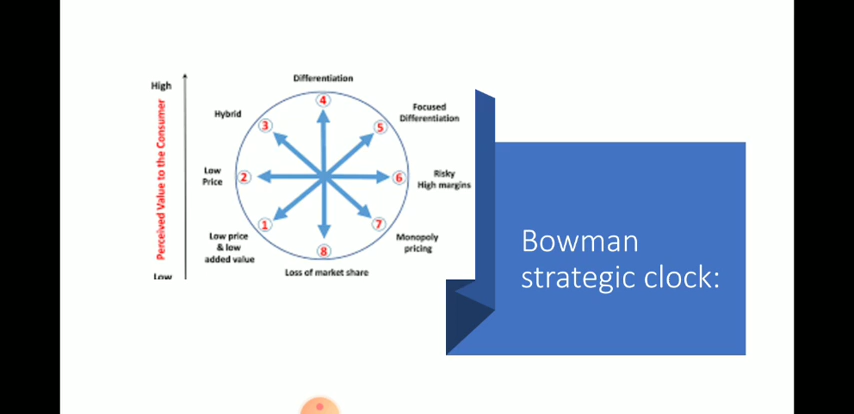 Differentiation
High
Perceived Value to the Consumer
Low
4
Hybrid
3
Focused
Differentiation
5
Low
Price
2
6
Risky
High margins
1
7
Low price
& low
added value
Monopoly
pricing
8
Loss of market share
Bowman
strategic clock: